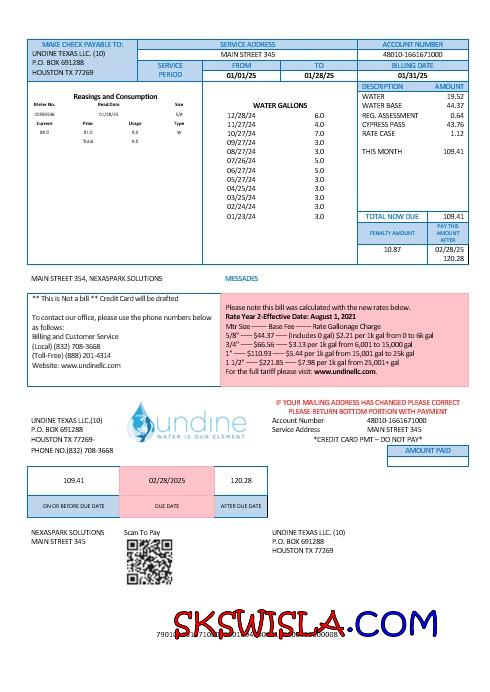 MAKE CHECK PAYABLE TO:
UNDINE TEXAS LLC. (10)
P.O. BOX 691288
HOUSTON TX 77269
SERVICE ADDRESS
MAIN STREET 345
SERVICE PERIOD
FROM TO
01/01/25 01/28/25
ACCOUNT NUMBER
48010-1661671000
BILLING DATE
01/31/25
Reasings and Consumption
Meter No. Read Date Size
20595536 01/28/25 5/8
Current Prior Usage Type
89.0 81.0 9.0 W
Total 9.0
WATER GALLONS
12/28/24 6.0
11/27/24 4.0
10/27/24 7.0
09/27/24 3.0
08/27/24 3.0
07/26/24 5.0
06/27/24 3.0
05/27/24 3.0
04/25/24 3.0
03/25/24 3.0
02/24/24 3.0
01/23/24 3.0
DESCRIPTION AMOUNT
WATER 19.52
WATER BASE 44.37
REG. ASSESSMENT 0.64
CYPRESS PASS 43.76
RATE CASE 1.12
THIS MONTH 109.41
TOTAL NOW DUE 109.41
PENALTY AMOUNT
PAY THIS AMOUNT AFTER
10.87 02/28/25
120.28
MAIN STREET 354, NEXASPARK SOLUTIONS
MESSADES
** This is Not a bill ** Credit Card will be drafted
To contact our office, please use the phone numbers below
as follows:
Billing and Customer Service
(Local) (832) 708-3668
(Toll-Free) (888) 201-4314
Website: www.undinellc.com
Please note this bill was calculated with the new rates below.
Rate Year 2-Effective Date: August 1, 2021
Mtr Size —— Base Fee —— Rate Gallonage Charge
5/8" —— $44.37 —— (includes 0 gal) $2.21 per 1k gal from 0 to 6k gal
3/4" —— $66.56 —— $3.13 per 1k gal from 6,001 to 15,000 gal
1" —— $110.93 —— $5.44 per 1k gal from 15,001 gal to 25k gal
1 1/2" —— $221.85 —— $7.98 per 1k gal from 25,001+ gal
For the full tariff please visit: www.undinellc.com.
UNDINE TEXAS LLC.(10)
P.O. BOX 691288
HOUSTON TX 77269-
PHONE NO.(832) 708-3668
undine
WATER IS OUR ELEMENT
IF YOUR MAILING ADDRESS HAS CHANGED PLEASE CORRECT
PLEASE RETURN BOTTOM PORTION WITH PAYMENT
Account Number 48010-1661671000
Service Address MAIN STREET 345
*CREDIT CARD PMT – DO NOT PAY*
AMOUNT PAID
109.41 02/28/2025 120.28
ON OR BEFORE DUE DATE DUE DATE AFTER DUE DATE
NEXASPARK SOLUTIONS
MAIN STREET 345
Scan To Pay
UNDINE TEXAS LLC. (10)
P.O. BOX 691288
HOUSTON TX 77269
SKSWISLA.COM